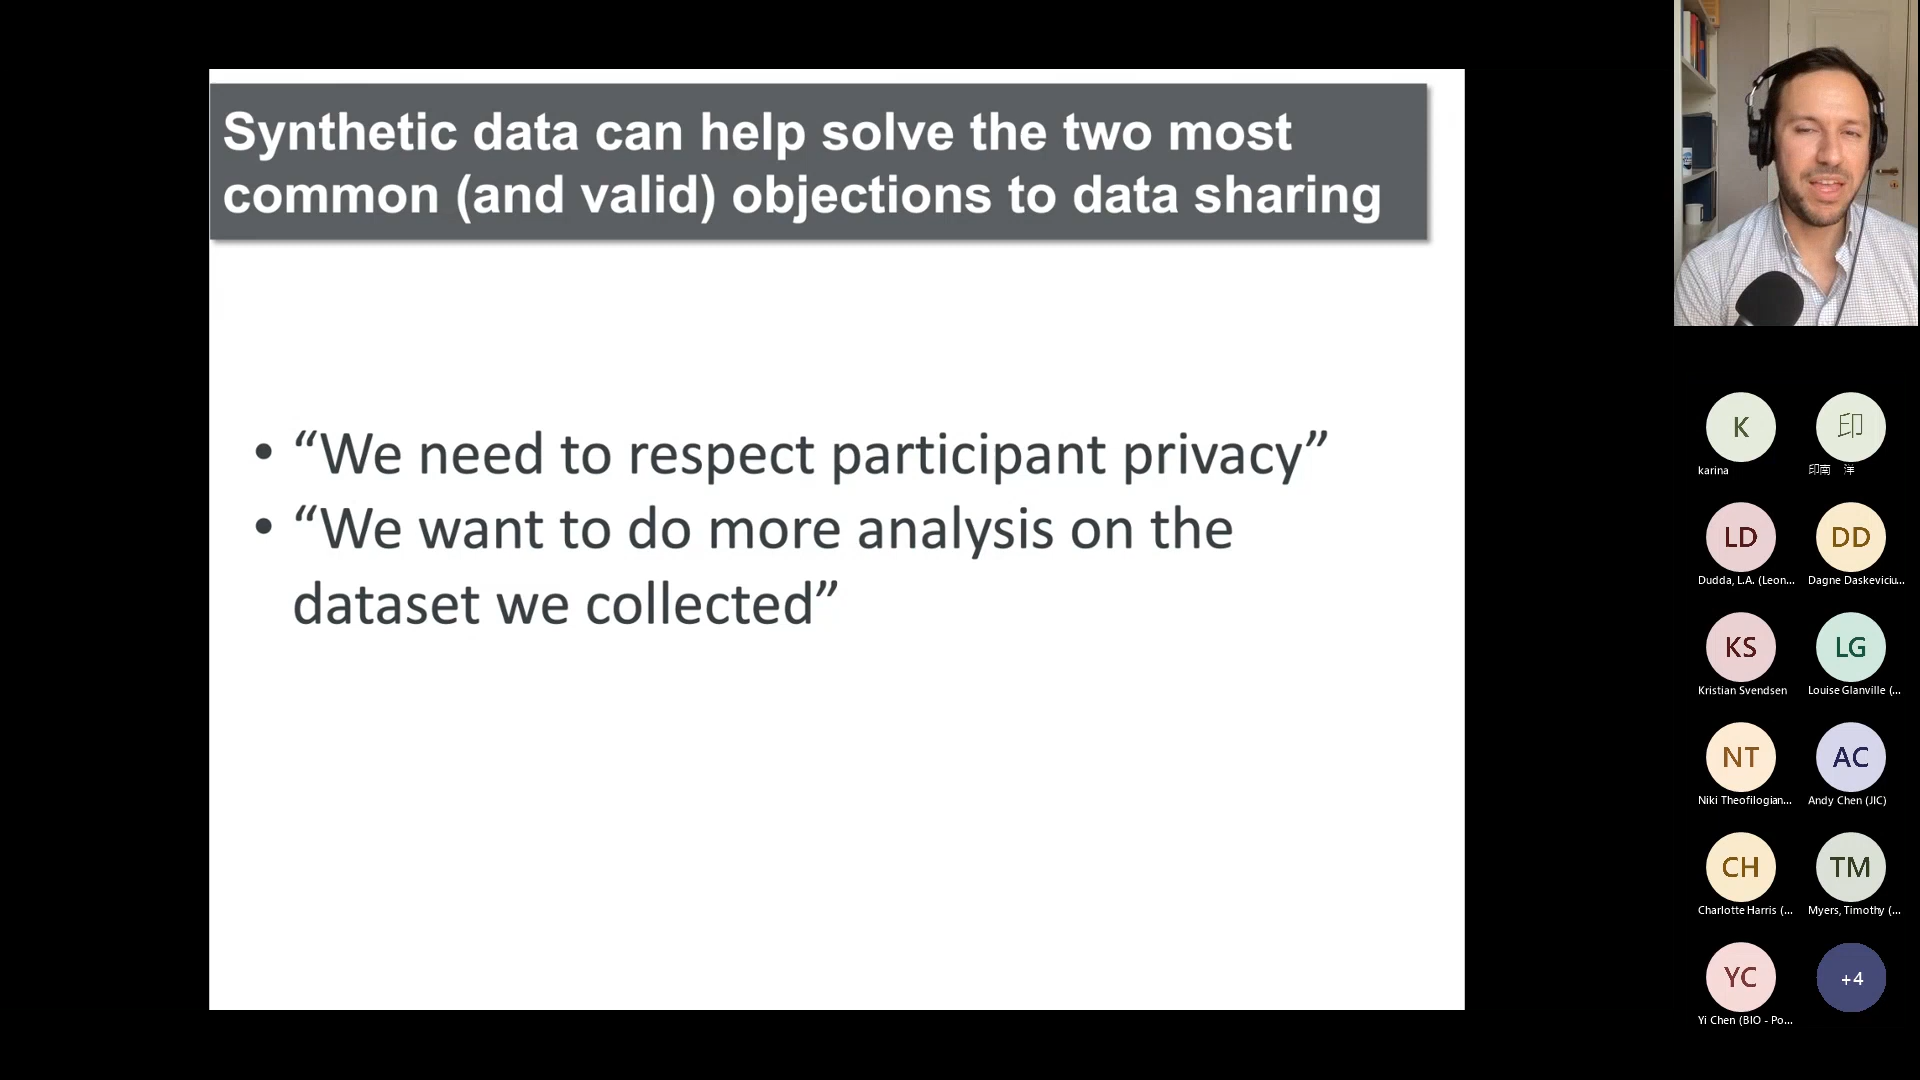 Synthetic data can help solve the two most
common (and valid) objections to data sharing
• “We need to respect participant privacy”
• “We want to do more analysis on the
dataset we collected”
K
karina
印
印南 洋
LD
Dudda, L.A. (Leon...
DD
Dagne Daskeviciu...
KS
Kristian Svendsen
LG
Louise Glanville (...
NT
Niki Theofilogian...
AC
Andy Chen (JIC)
CH
Charlotte Harris (...
TM
Myers, Timothy (...
YC
Yi Chen (BIO - Po...
+4